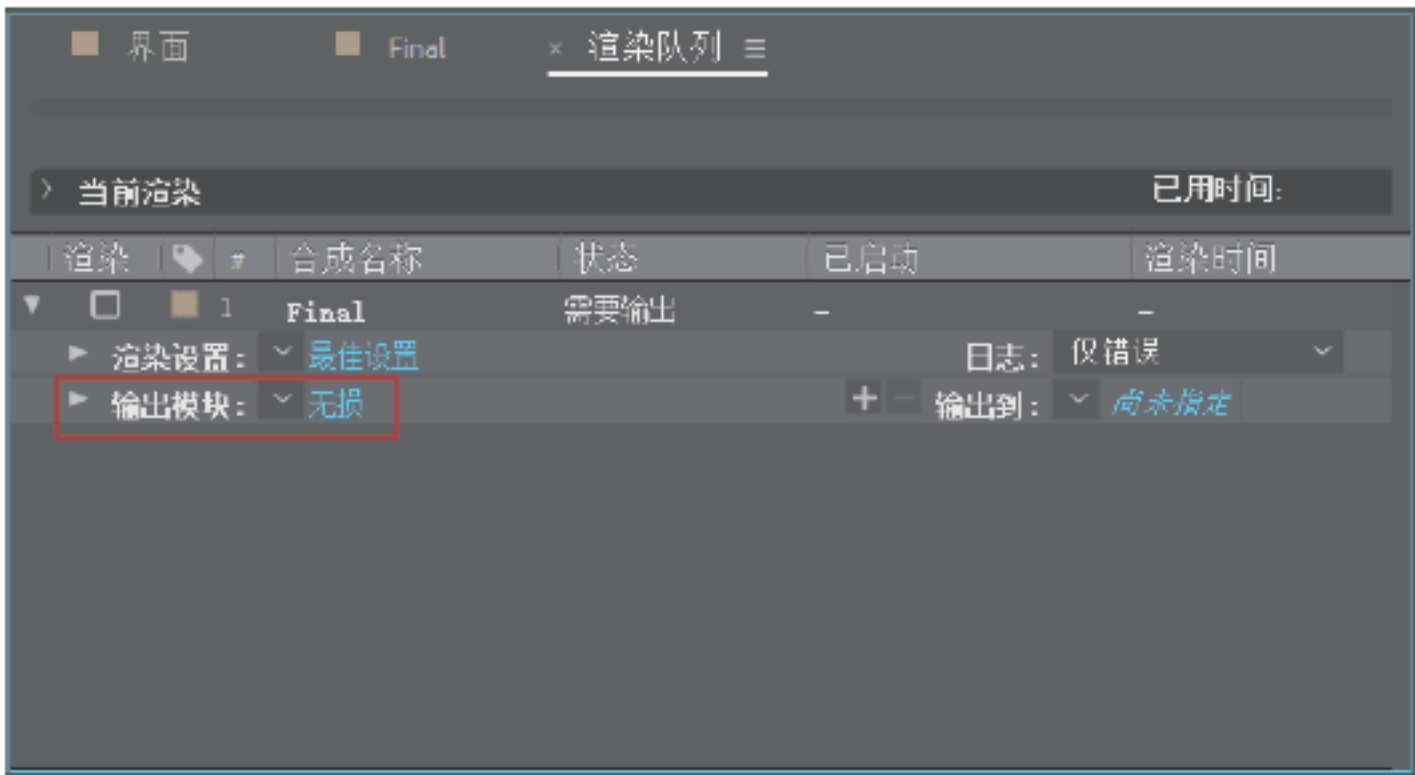 界面 Final × 渲染队列 ≡
当前渲染 已用时间:
渲染 # 合成名称 状态 已启动 渲染时间
1 Final 需要输出 - -
渲染设置: 最佳设置 日志: 仅错误
输出模块: 无损 + - 输出到: 尚未指定